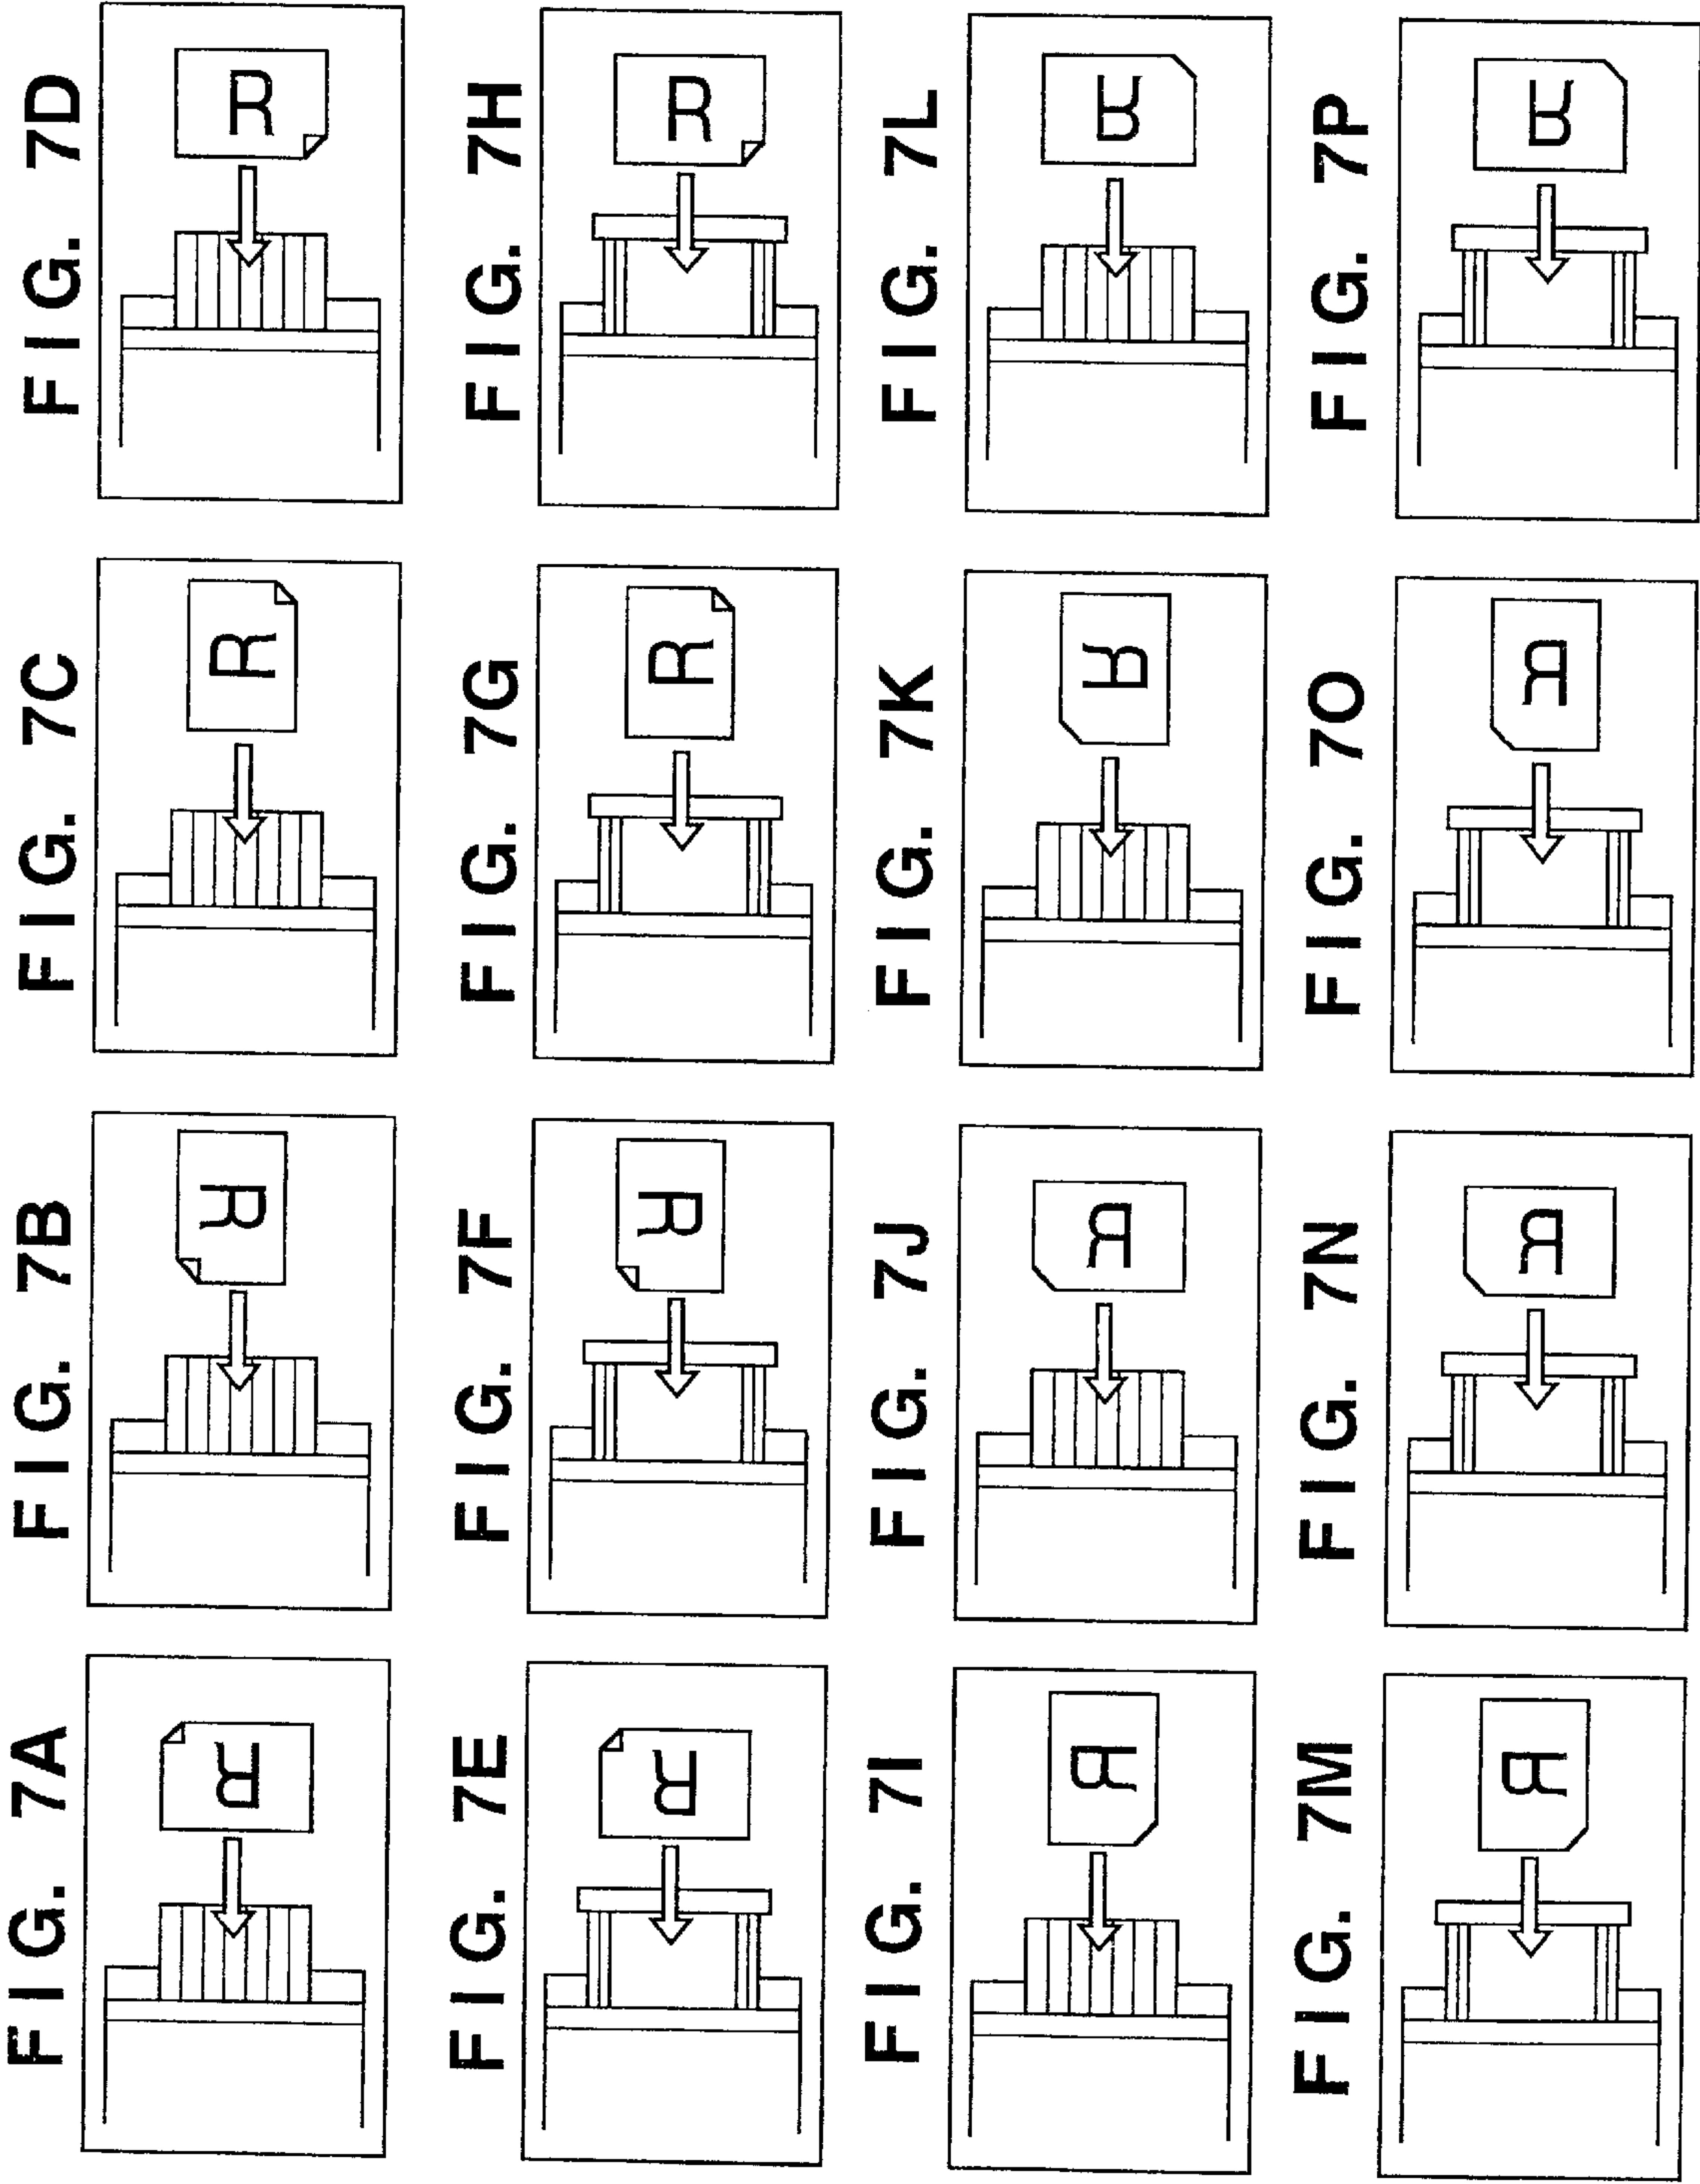 FIG. 7A
R
FIG. 7B
R
FIG. 7C
R
FIG. 7D
R
FIG. 7E
R
FIG. 7F
R
FIG. 7G
R
FIG. 7H
R
FIG. 7I
R
FIG. 7J
R
FIG. 7K
R
FIG. 7L
R
FIG. 7M
R
FIG. 7N
R
FIG. 7O
R
FIG. 7P
R